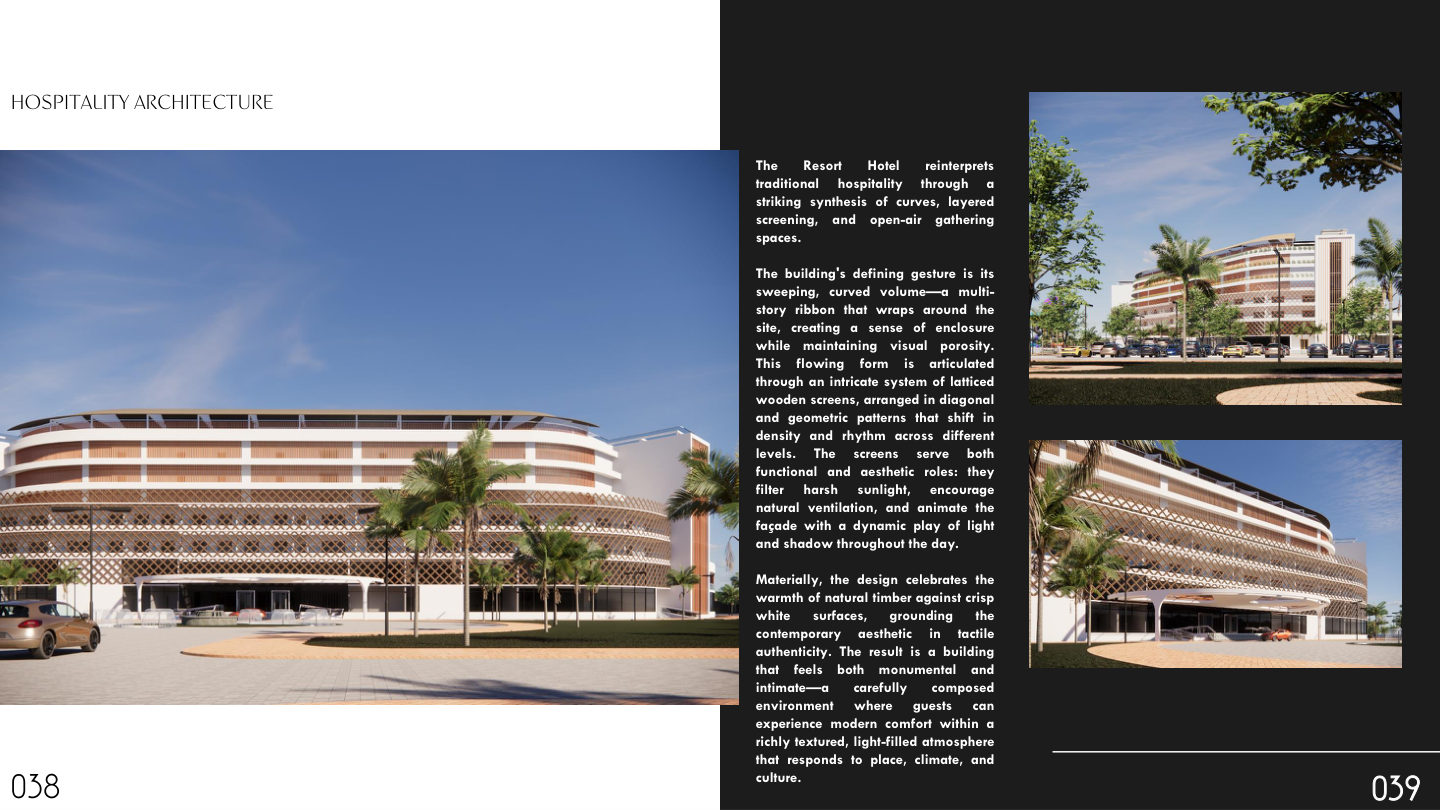 HOSPITALITY ARCHITECTURE
The Resort Hotel reinterprets
traditional hospitality through a
striking synthesis of curves, layered
screening, and open-air gathering
spaces.
The building's defining gesture is its
sweeping, curved volume—a multi-
story ribbon that wraps around the
site, creating a sense of enclosure
while maintaining visual porosity.
This flowing form is articulated
through an intricate system of latticed
wooden screens, arranged in diagonal
and geometric patterns that shift in
density and rhythm across different
levels. The screens serve both
functional and aesthetic roles: they
filter harsh sunlight, encourage
natural ventilation, and animate the
façade with a dynamic play of light
and shadow throughout the day.
Materially, the design celebrates the
warmth of natural timber against crisp
white surfaces, grounding the
contemporary aesthetic in tactile
authenticity. The result is a building
that feels both monumental and
intimate—a carefully composed
environment where guests can
experience modern comfort within a
richly textured, light-filled atmosphere
that responds to place, climate, and
culture.
038
039